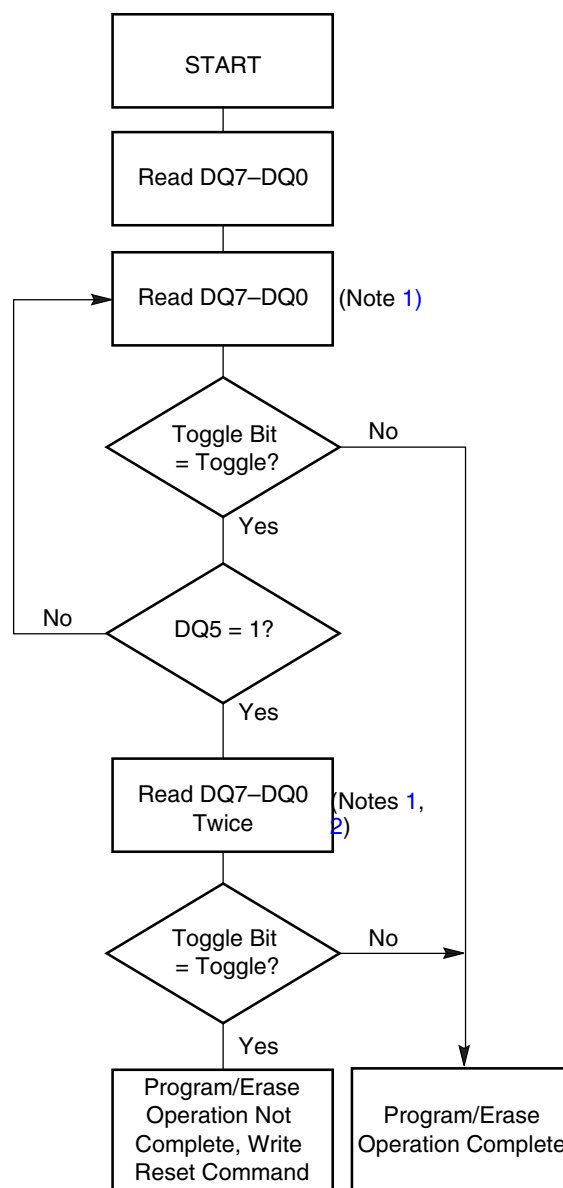 START
Read DQ7–DQ0
Read DQ7–DQ0
(Note 1)
Toggle Bit
= Toggle?
No
Yes
DQ5 = 1?
No
Yes
Read DQ7–DQ0
Twice
(Notes 1,
2)
Toggle Bit
= Toggle?
No
Yes
Program/Erase
Operation Not
Complete, Write
Reset Command
Program/Erase
Operation Complete